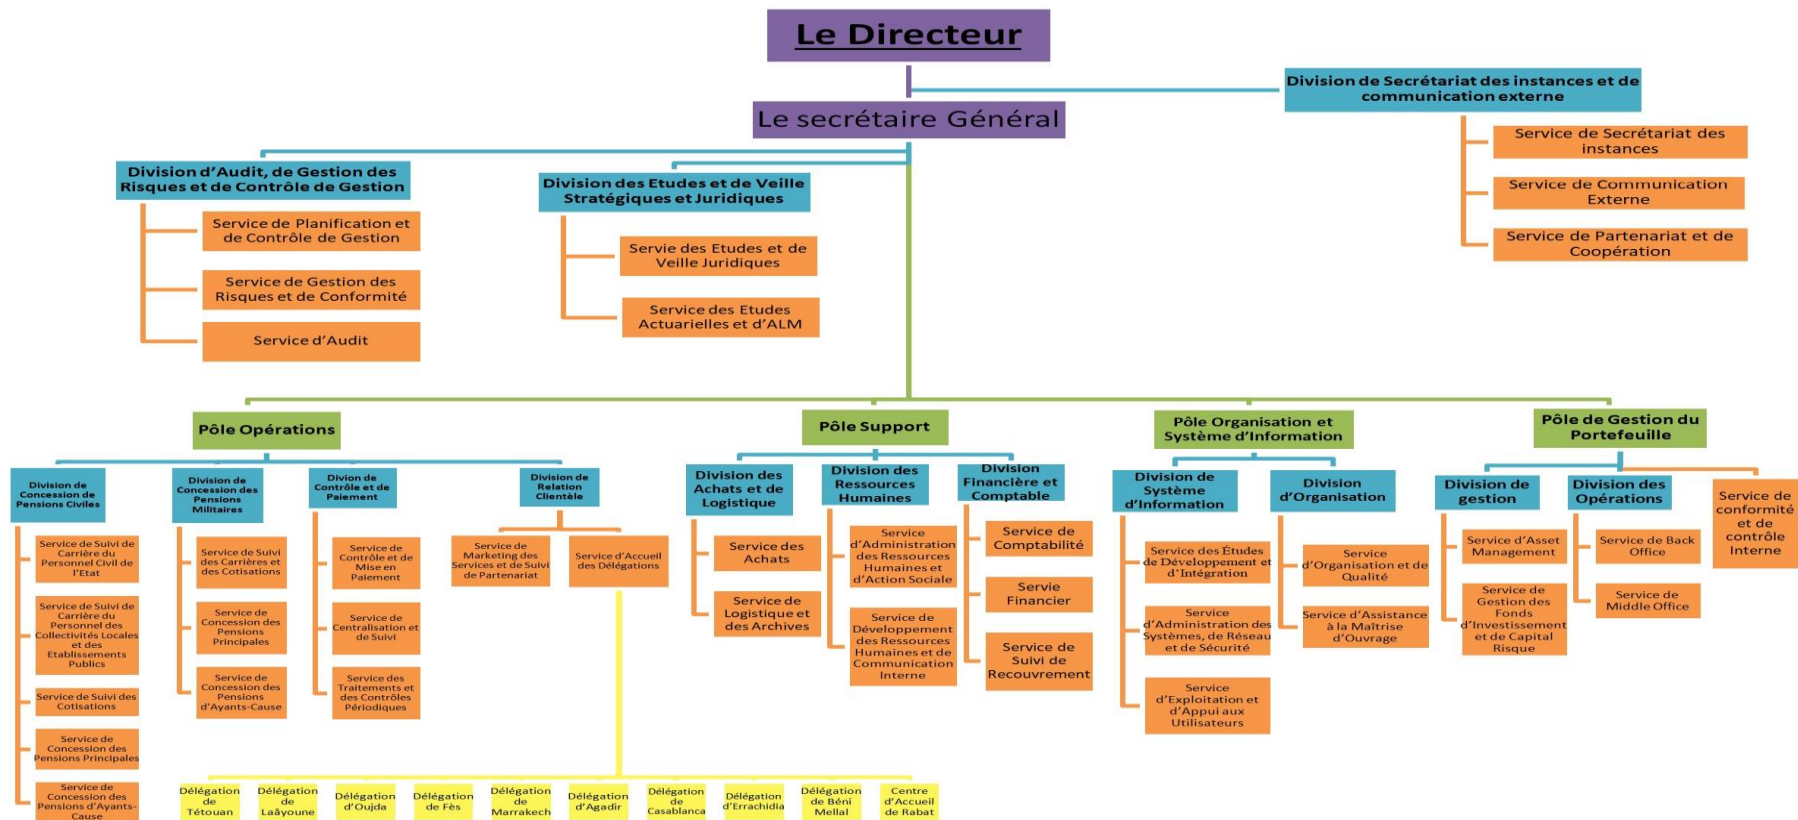 Le Directeur
Division de Secrétariat des instances et de
communication externe
Le secrétaire Général
Service de Secrétariat des
instances
Service de Communication
Externe
Service de Partenariat et de
Coopération
Division d’Audit, de Gestion des
Risques et de Contrôle de Gestion
Service de Planification et
de Contrôle de Gestion
Service de Gestion des
Risques et de Conformité
Service d’Audit
Division des Etudes et de Veille
Stratégiques et Juridiques
Servie des Etudes et de
Veille Juridiques
Service des Etudes
Actuarielles et d’ALM
Pôle Opérations
Division de
Concession de
Pensions Civiles
Service de Suivi de
Carrière du
Personnel Civil de
l’Etat
Service de Suivi de
Carrière du
Personnel des
Collectivités Locales
et des
Etablissements
Publics
Service de Suivi des
Cotisations
Service de
Concession des
Pensions Principales
Service de
Concession des
Pensions d’Ayants-
Cause
Division de
Concession des
Pensions
Militaires
Service de Suivi
des Carrières et
des Cotisations
Service de
Concession des
Pensions
Principales
Service de
Concession des
Pensions
d’Ayants-Cause
Divion de
Contrôle et de
Paiement
Service de
Contrôle et de
Mise en
Paiement
Service de
Centralisation et
de Suivi
Service des
Traitements et
des Contrôles
Périodiques
Division de
Relation
Clientèle
Service de
Marketing des
Services et de Suivi
de Partenariat
Service d’Accueil
des Délégations
Délégation
de
Tétouan
Délégation
de
Laâyoune
Délégation
d’Oujda
Délégation
de Fès
Délégation
de
Marrakech
Délégation
d’Agadir
Délégation
de
Casablanca
Délégation
d’Errachidia
Délégation
de Béni
Mellal
Centre
d’Accueil
de Rabat
Pôle Support
Division des
Achats et de
Logistique
Service des
Achats
Service de
Logistique et
des Archives
Division des
Ressources
Humaines
Service
d’Administration
des Ressources
Humaines et
d’Action Sociale
Service de
Développement
des Ressources
Humaines et de
Communication
Interne
Division
Financière et
Comptable
Service de
Comptabilité
Servie
Financier
Service de
Suivi de
Recouvrement
Pôle Organisation et
Système d’Information
Division de
Système
d’Information
Service des Études
de Développement et
d’Intégration
Service
d’Administration des
Systèmes, de Réseau
et de Sécurité
Service
d’Exploitation et
d’Appui aux
Utilisateurs
Division
d’Organisation
Service
d’Organisation et de
Qualité
Service d’Assistance
à la Maîtrise
d’Ouvrage
Pôle de Gestion du
Portefeuille
Division de
gestion
Service d’Asset
Management
Service de
Gestion des
Fonds
d’Investissement
et de Capital
Risque
Division des
Opérations
Service de Back
Office
Service de
Middle Office
Service de
conformité
et de
contrôle
Interne